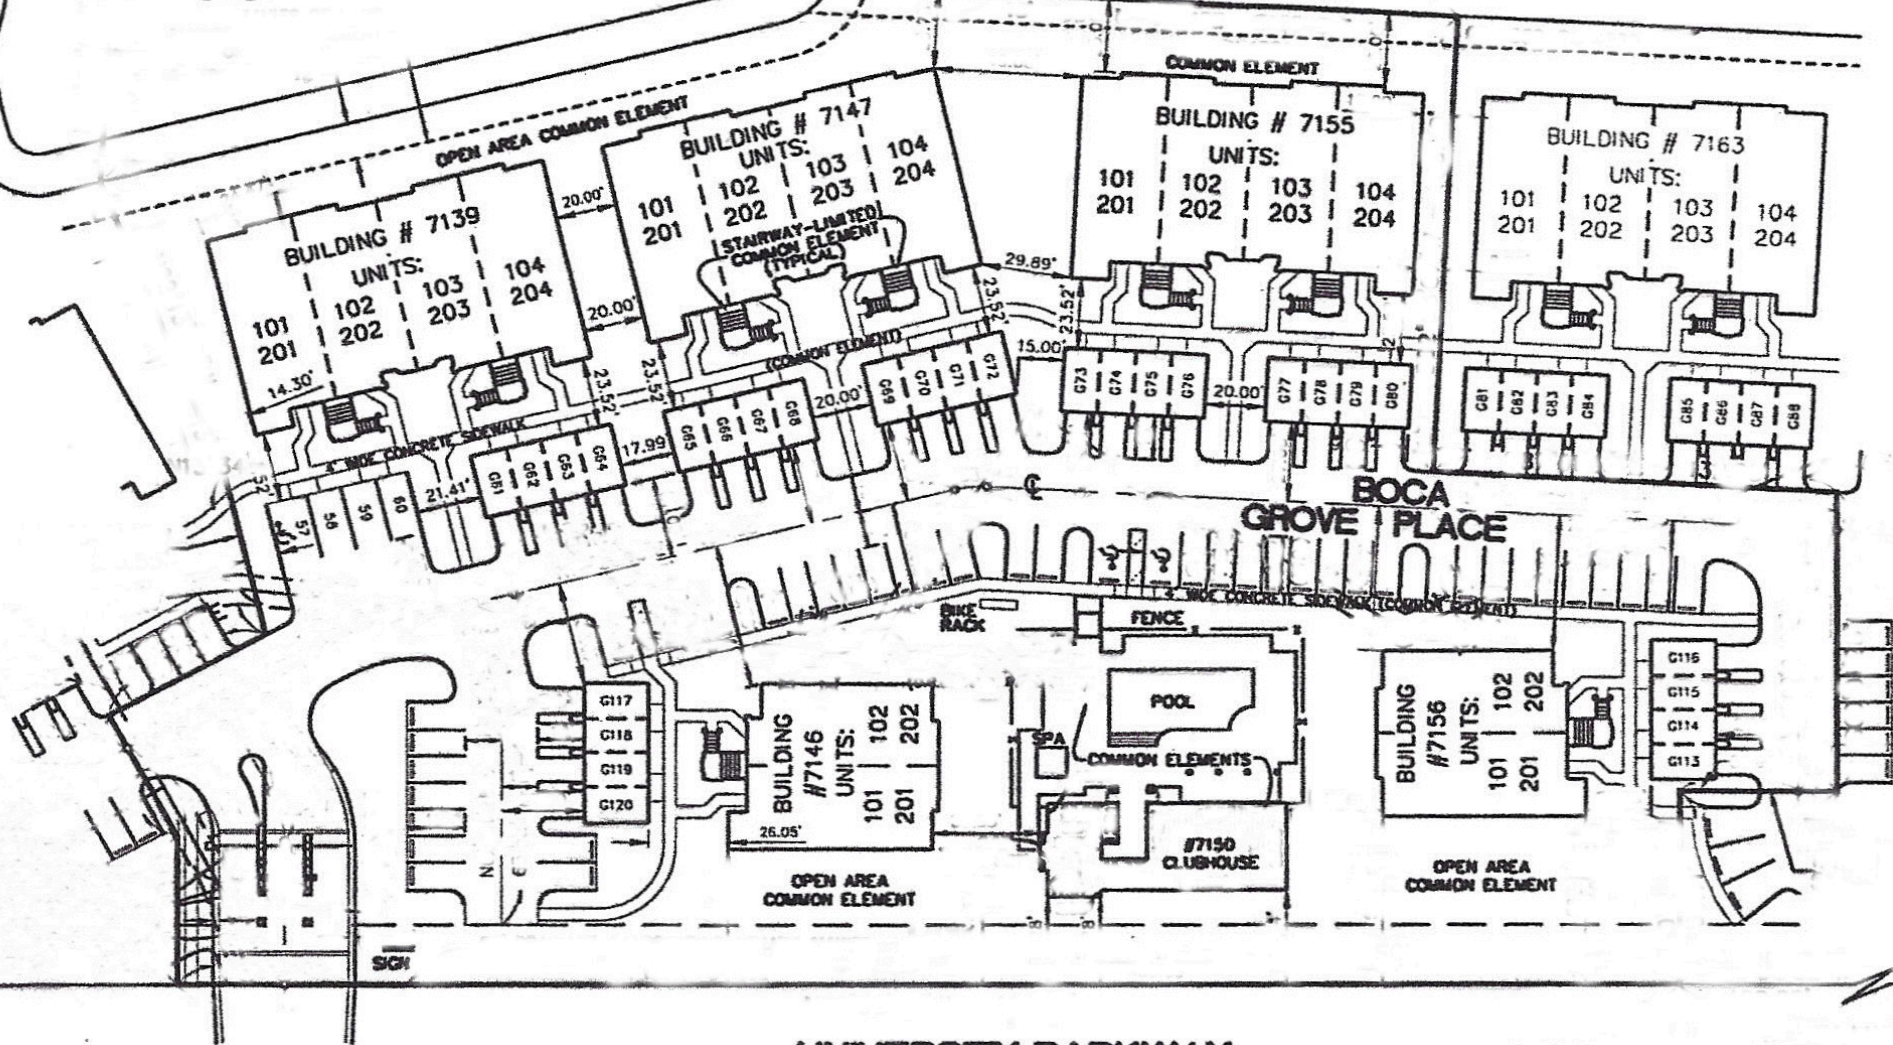 COMMON ELEMENT
OPEN AREA COMMON ELEMENT
BUILDING # 7139
UNITS:
101
201
102
202
103
203
104
204
14.30'
20.00'
20.00'
BUILDING # 7147
UNITS:
101
201
102
202
103
203
104
204
STAIRWAY-LIMITED
COMMON ELEMENT
(TYPICAL)
29.89'
BUILDING # 7155
UNITS:
101
201
102
202
103
203
104
204
BUILDING # 7163
UNITS:
101
201
102
202
103
203
104
204
23.52'
23.52'
23.52'
23.52'
4' WIDE CONCRETE SIDEWALK
(COMMON ELEMENT)
57
58
59
60
21.41'
G61
G62
G63
G64
17.99'
G65
G66
G67
G68
20.00'
G69
G70
G71
G72
15.00'
G73
G74
G75
G76
20.00'
G77
G78
G79
G80
G81
G82
G83
G84
G85
G86
G87
G88
BOCA
GROVE PLACE
4' WIDE CONCRETE SIDEWALK (COMMON ELEMENT)
BIKE
RACK
FENCE
G117
G118
G119
G120
BUILDING
#7146
UNITS:
101 102
201 202
26.05'
POOL
SPA
COMMON ELEMENTS
#7150
CLUBHOUSE
BUILDING
#7156
UNITS:
101 102
201 202
G116
G115
G114
G113
N
E
OPEN AREA
COMMON ELEMENT
OPEN AREA
COMMON ELEMENT
8'
8'
SIGN